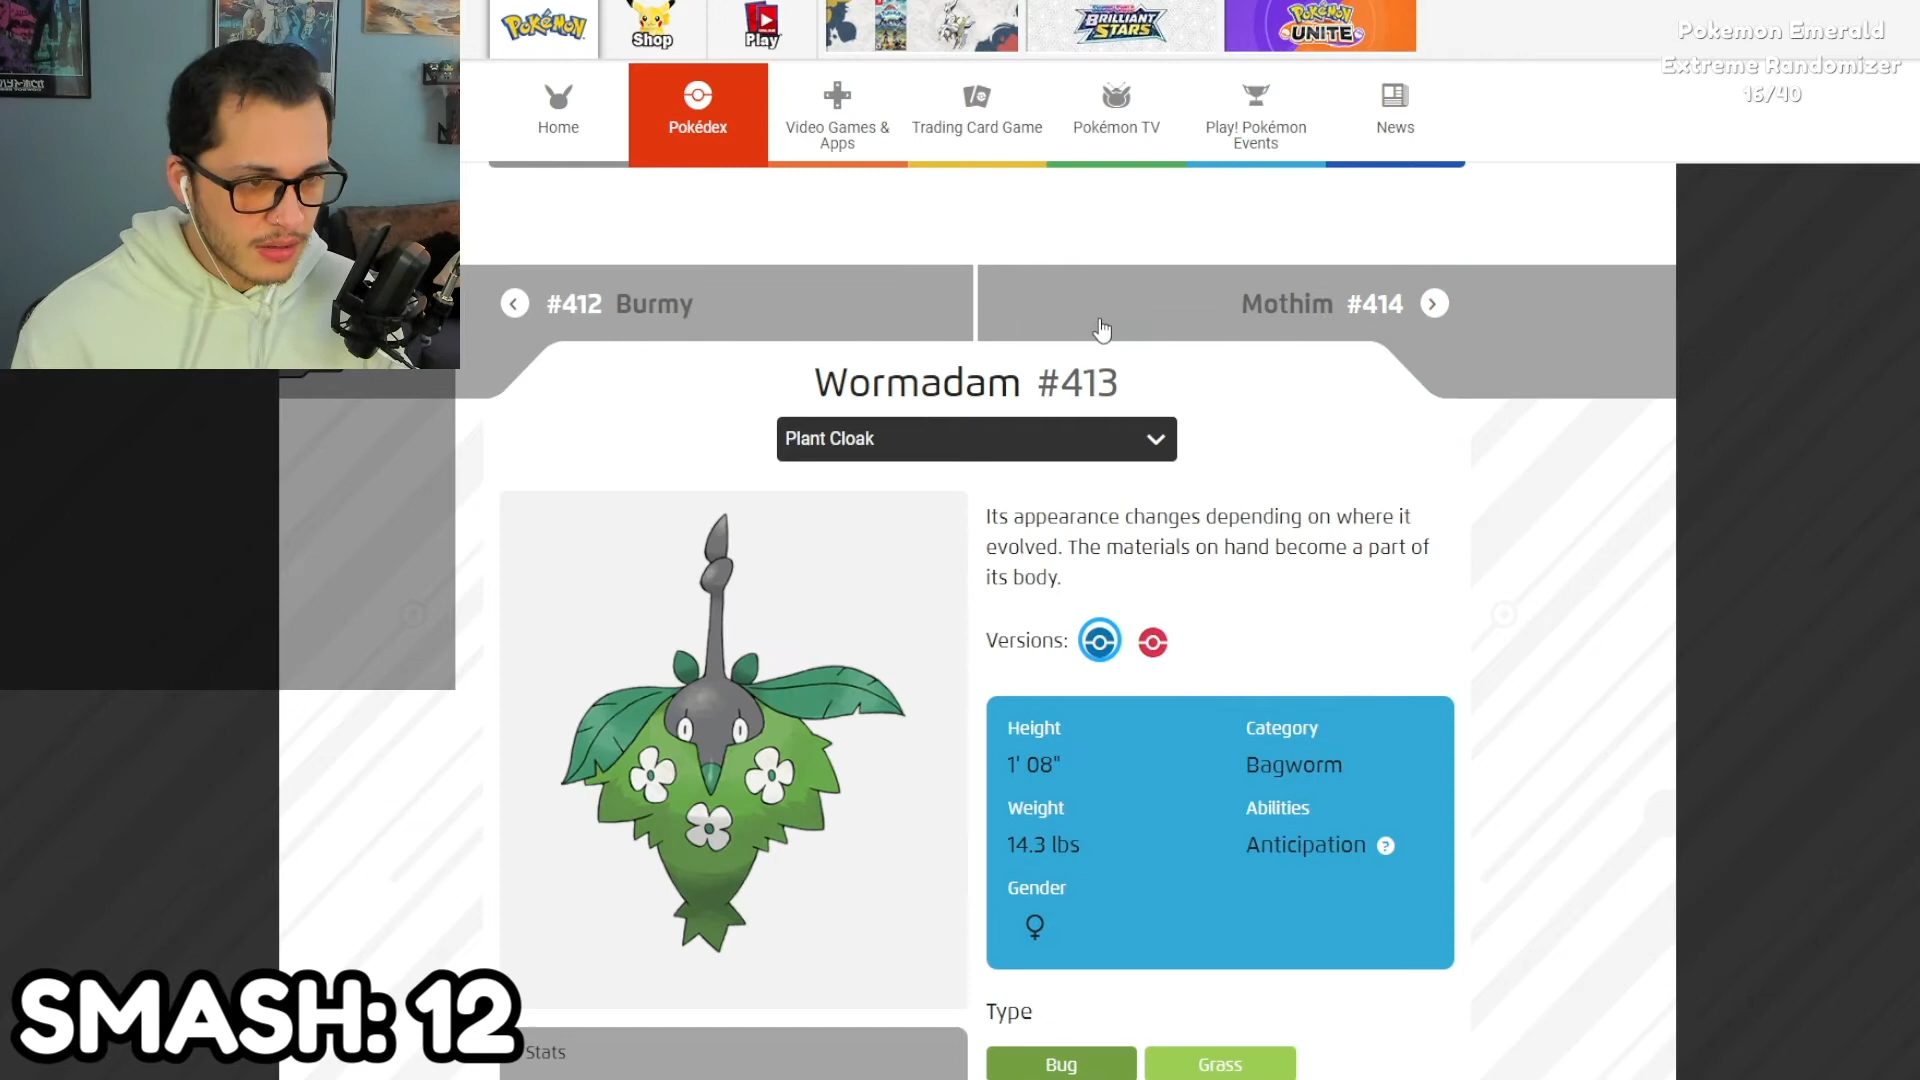 Pokémon
Shop
Play
BRILLIANT
STARS
Pokémon
UNITE
Pokemon Emerald
Extreme Randomizer
16/40
Home
Pokédex
Video Games &
Apps
Trading Card Game
Pokémon TV
Play! Pokémon
Events
News
#412 Burmy
Mothim #414
Wormadam #413
Plant Cloak
Its appearance changes depending on where it
evolved. The materials on hand become a part of
its body.
Versions:
Height
1' 08"
Category
Bagworm
Weight
14.3 lbs
Abilities
Anticipation ?
Gender
Type
Bug
Grass
Stats
SMASH: 12